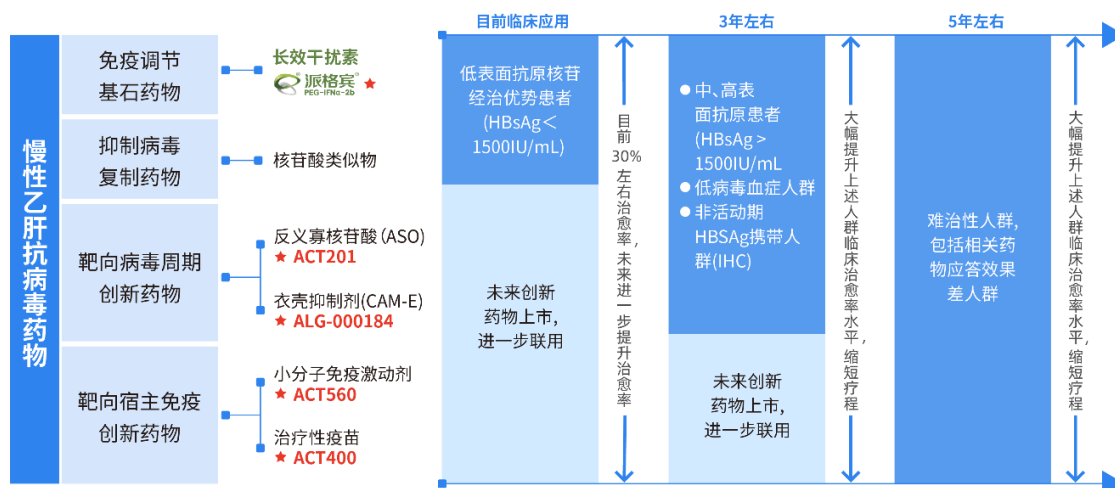 慢性乙肝抗病毒药物
免疫调节
基石药物
长效干扰素
派格宾®
PEG-IFNα-2b
抑制病毒
复制药物
核苷酸类似物
靶向病毒周期
创新药物
反义寡核苷酸(ASO)
ACT201
衣壳抑制剂(CAM-E)
ALG-000184
靶向宿主免疫
创新药物
小分子免疫激动剂
ACT560
治疗性疫苗
ACT400
目前临床应用
低表面抗原核苷
经治优势患者
(HBsAg<
1500IU/mL)
未来创新
药物上市,
进一步联用
目前30%左右治愈率,未来进一步提升治愈率
3年左右
中、高表
面抗原患者
(HBsAg >
1500IU/mL
低病毒血症人群
非活动期
HBSAg携带人
群(IHC)
未来创新
药物上市,
进一步联用
大幅提升上述人群临床治愈率水平,缩短疗程
5年左右
难治性人群,
包括相关药
物应答效果
差人群
大幅提升上述人群临床治愈率水平,缩短疗程